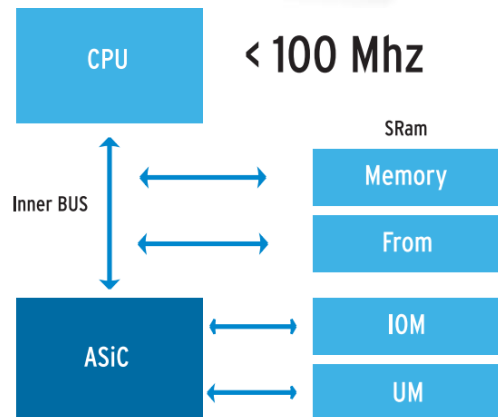 CPU
< 100 Mhz
SRam
Memory
Inner BUS
From
ASiC
IOM
UM